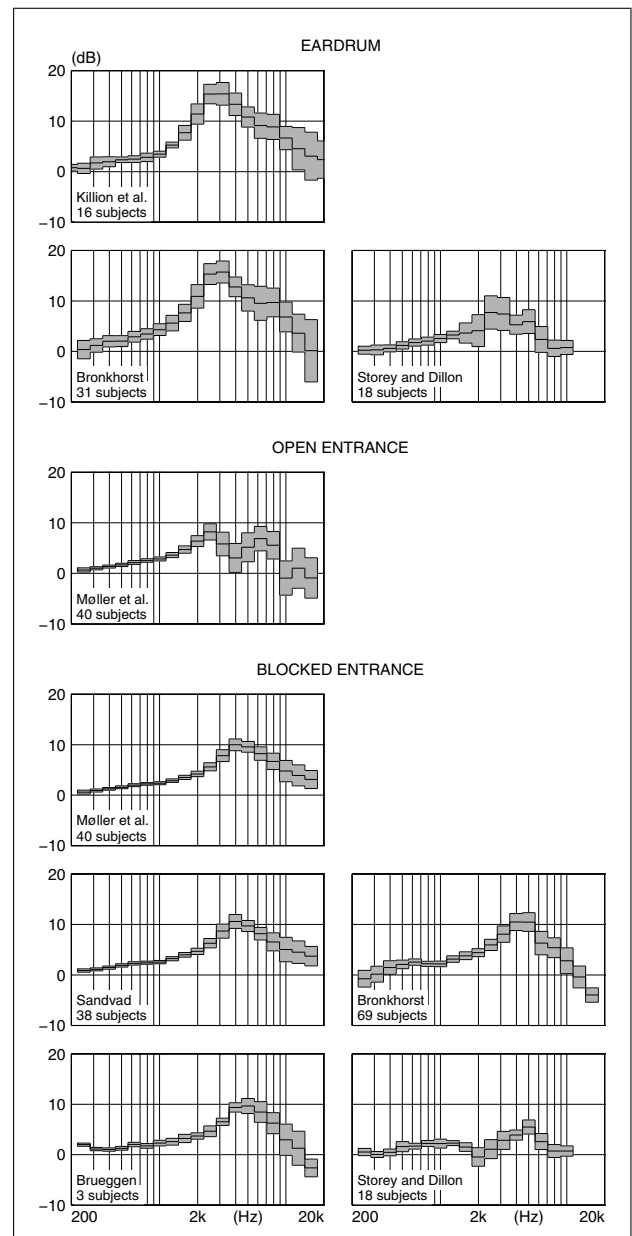 EARDRUM
(dB)
20
10
0
−10
Killion et al.
16 subjects
20
10
0
−10
Bronkhorst
31 subjects
Storey and Dillon
18 subjects
OPEN ENTRANCE
20
10
0
−10
Møller et al.
40 subjects
BLOCKED ENTRANCE
20
10
0
−10
Møller et al.
40 subjects
20
10
0
−10
Sandvad
38 subjects
Bronkhorst
69 subjects
20
10
0
−10
Brueggen
3 subjects
Storey and Dillon
18 subjects
200 2k (Hz) 20k 200 2k (Hz) 20k